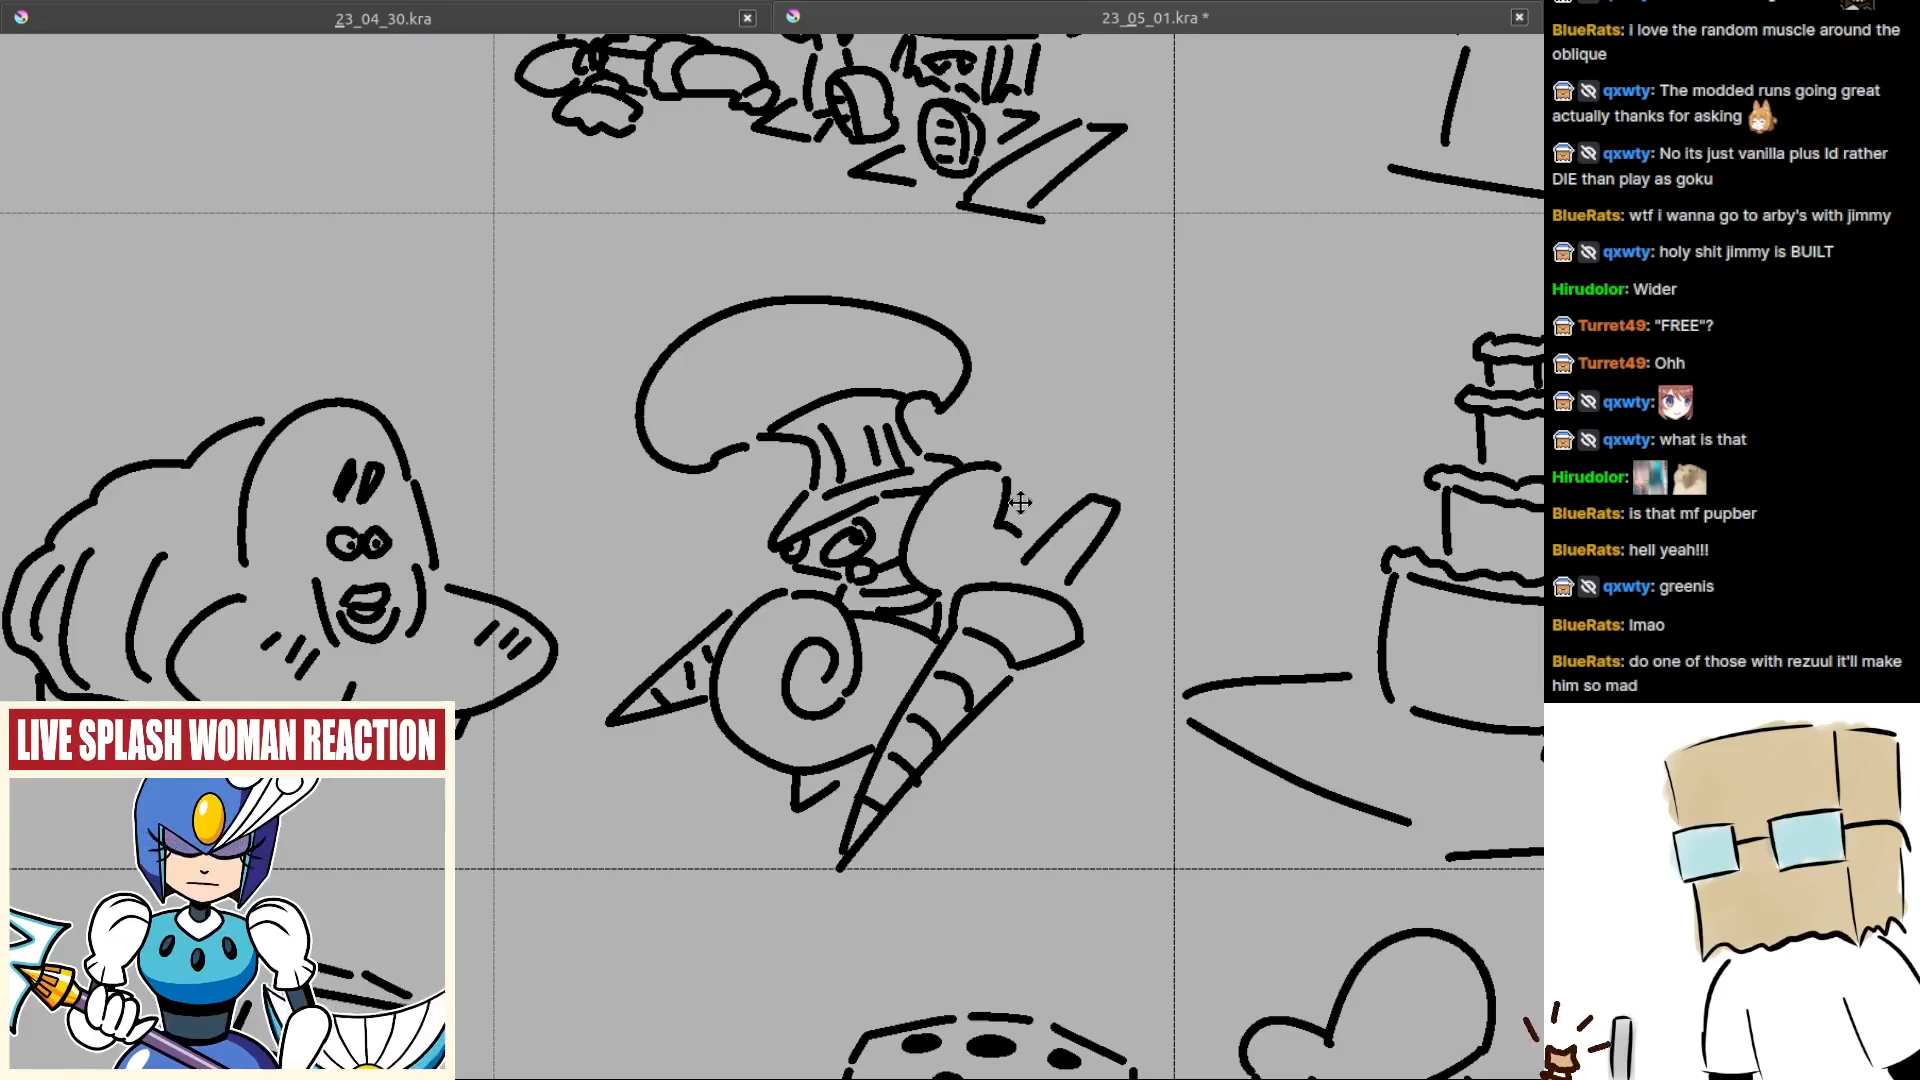 23_04_30.kra
23_05_01.kra *
BlueRats: i love the random muscle around the
oblique
qxwty: The modded runs going great
actually thanks for asking
qxwty: No its just vanilla plus Id rather
DIE than play as goku
BlueRats: wtf i wanna go to arby's with jimmy
qxwty: holy shit jimmy is BUILT
Hirudolor: Wider
Turret49: "FREE"?
Turret49: Ohh
qxwty:
qxwty: what is that
Hirudolor:
BlueRats: is that mf pupber
BlueRats: hell yeah!!!
qxwty: greenis
BlueRats: lmao
BlueRats: do one of those with rezuul it'll make
him so mad
LIVE SPLASH WOMAN REACTION